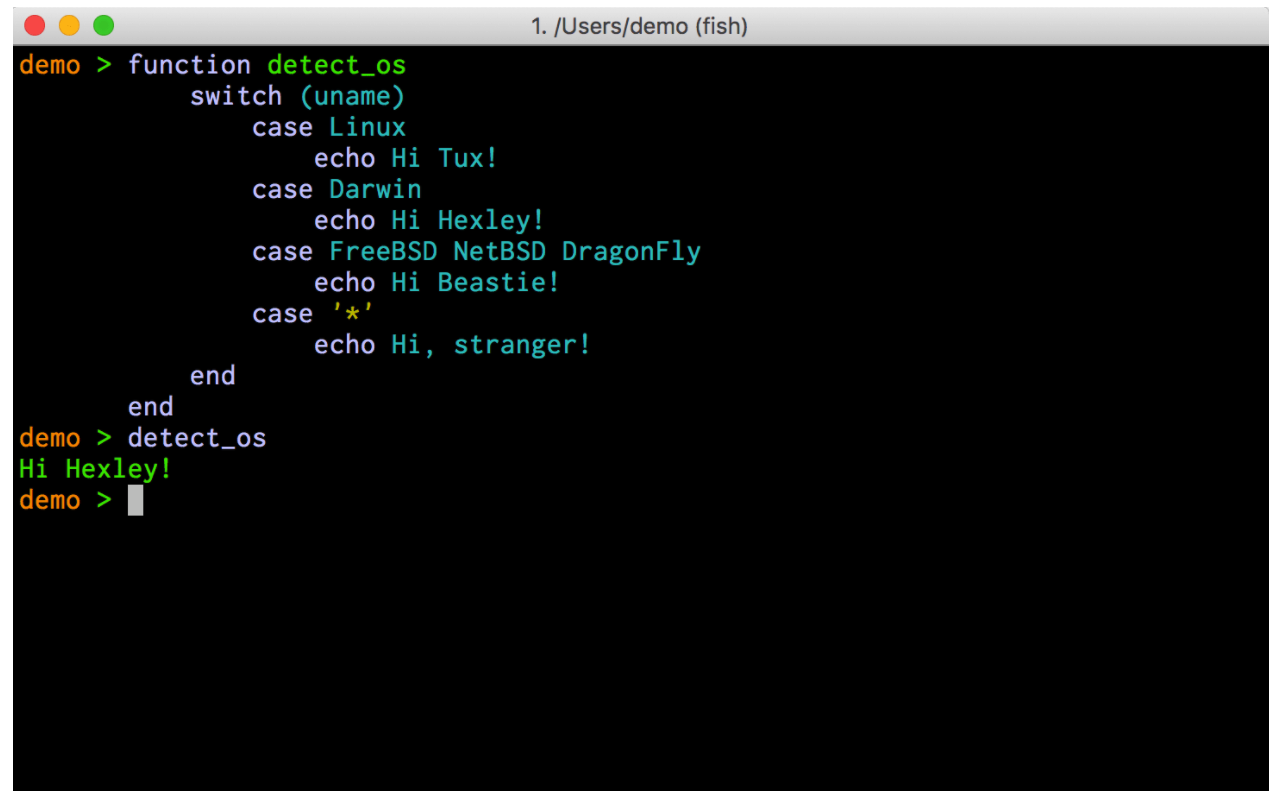 1. /Users/demo (fish)
demo > function detect_os
switch (uname)
case Linux
echo Hi Tux!
case Darwin
echo Hi Hexley!
case FreeBSD NetBSD DragonFly
echo Hi Beastie!
case '*'
echo Hi, stranger!
end
end
demo > detect_os
Hi Hexley!
demo >